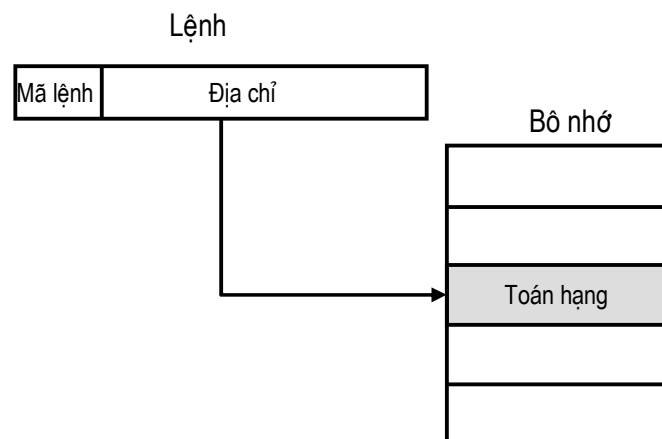 Lệnh
Mã lệnh
Địa chỉ
Bô nhớ
Toán hạng